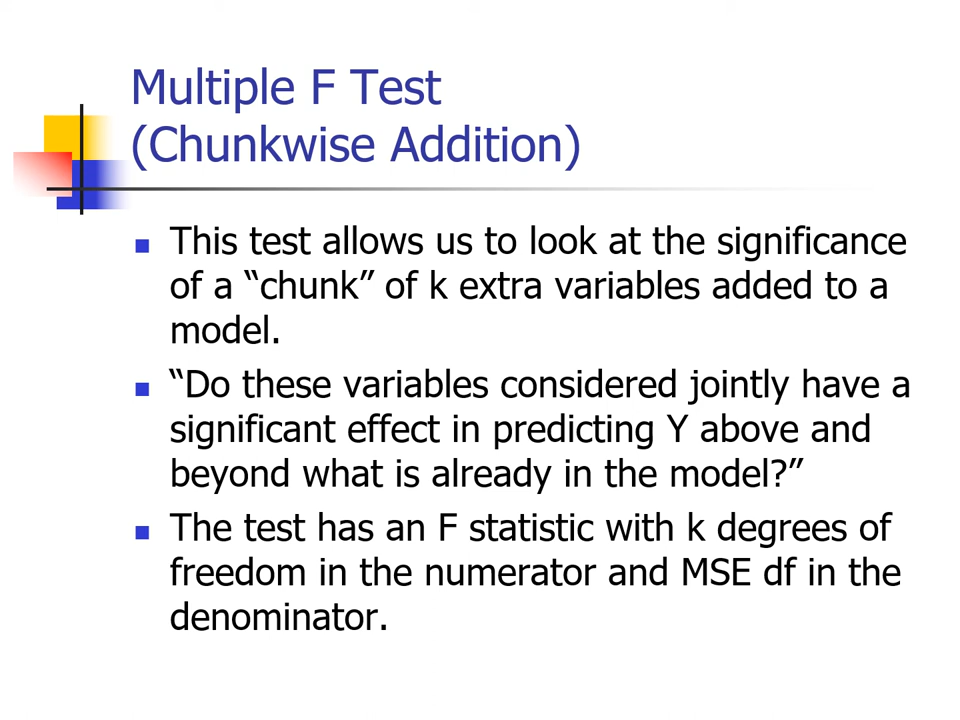 Multiple F Test
(Chunkwise Addition)
This test allows us to look at the significance
of a “chunk” of k extra variables added to a
model.
“Do these variables considered jointly have a
significant effect in predicting Y above and
beyond what is already in the model?”
The test has an F statistic with k degrees of
freedom in the numerator and MSE df in the
denominator.